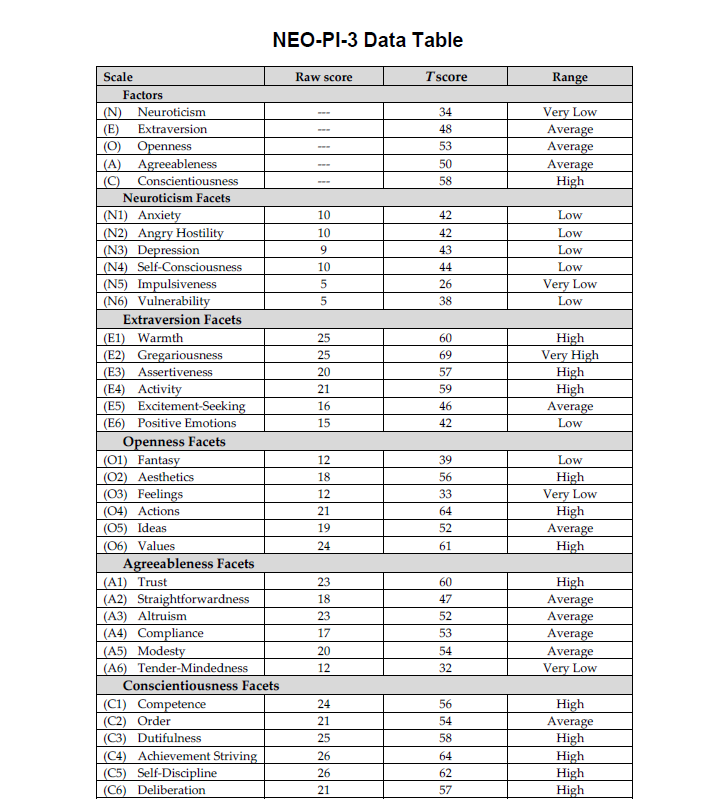 NEO-PI-3 Data Table
Scale Raw score T score Range
Factors
(N) Neuroticism --- 34 Very Low
(E) Extraversion --- 48 Average
(O) Openness --- 53 Average
(A) Agreeableness --- 50 Average
(C) Conscientiousness --- 58 High
Neuroticism Facets
(N1) Anxiety 10 42 Low
(N2) Angry Hostility 10 42 Low
(N3) Depression 9 43 Low
(N4) Self-Consciousness 10 44 Low
(N5) Impulsiveness 5 26 Very Low
(N6) Vulnerability 5 38 Low
Extraversion Facets
(E1) Warmth 25 60 High
(E2) Gregariousness 25 69 Very High
(E3) Assertiveness 20 57 High
(E4) Activity 21 59 High
(E5) Excitement-Seeking 16 46 Average
(E6) Positive Emotions 15 42 Low
Openness Facets
(O1) Fantasy 12 39 Low
(O2) Aesthetics 18 56 High
(O3) Feelings 12 33 Very Low
(O4) Actions 21 64 High
(O5) Ideas 19 52 Average
(O6) Values 24 61 High
Agreeableness Facets
(A1) Trust 23 60 High
(A2) Straightforwardness 18 47 Average
(A3) Altruism 23 52 Average
(A4) Compliance 17 53 Average
(A5) Modesty 20 54 Average
(A6) Tender-Mindedness 12 32 Very Low
Conscientiousness Facets
(C1) Competence 24 56 High
(C2) Order 21 54 Average
(C3) Dutifulness 25 58 High
(C4) Achievement Striving 26 64 High
(C5) Self-Discipline 26 62 High
(C6) Deliberation 21 57 High